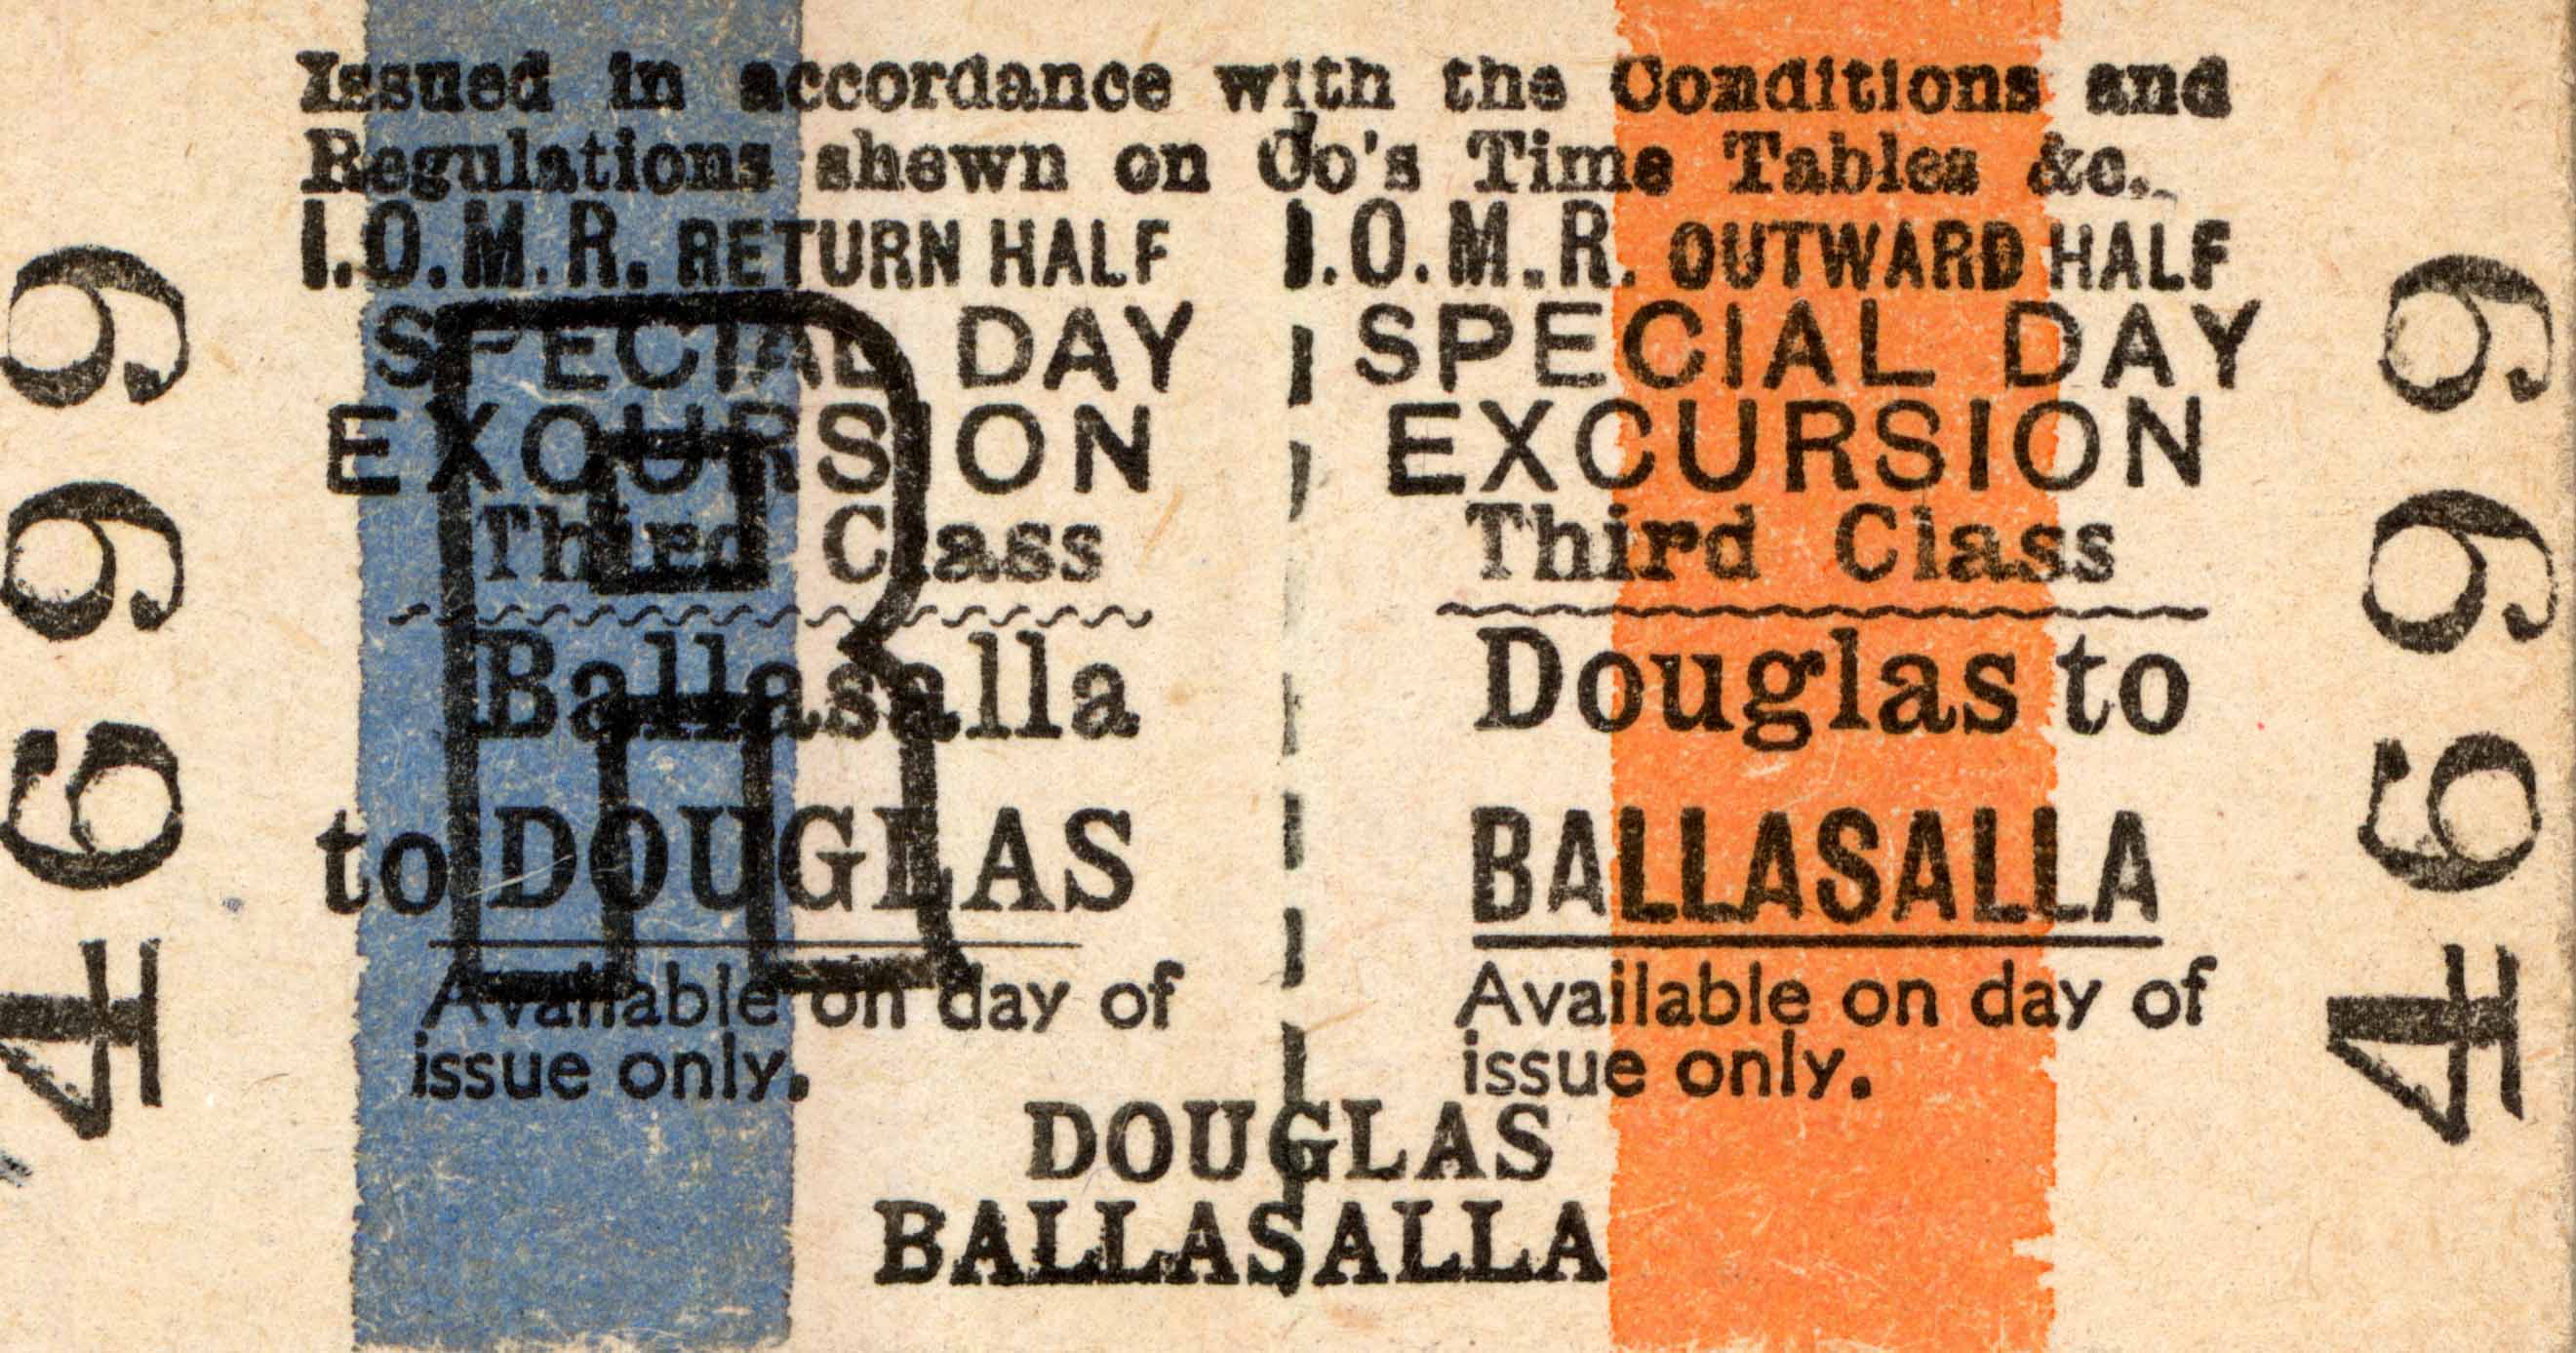 Issued in accordance with the Conditions and
Regulations shewn on Co's Time Tables &c.
I.O.M.R. RETURN HALF
SPECIAL DAY
EXCURSION
Third Class
Ballasalla
to DOUGLAS
Available on day of
issue only.
I.O.M.R. OUTWARD HALF
SPECIAL DAY
EXCURSION
Third Class
Douglas to
BALLASALLA
Available on day of
issue only.
DOUGLAS
BALLASALLA
R
4699
4699